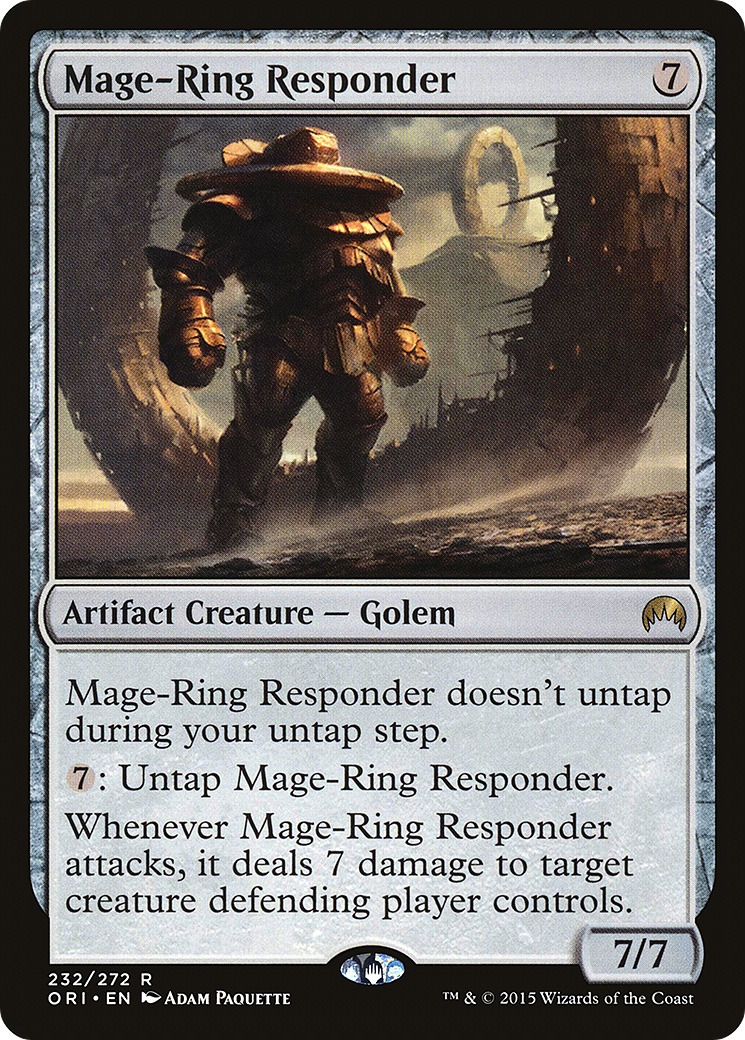 Mage-Ring Responder 7
Artifact Creature — Golem
Mage-Ring Responder doesn't untap
during your untap step.
7: Untap Mage-Ring Responder.
Whenever Mage-Ring Responder
attacks, it deals 7 damage to target
creature defending player controls.
7/7
232/272 R
ORI • EN Adam Paquette
™ & © 2015 Wizards of the Coast